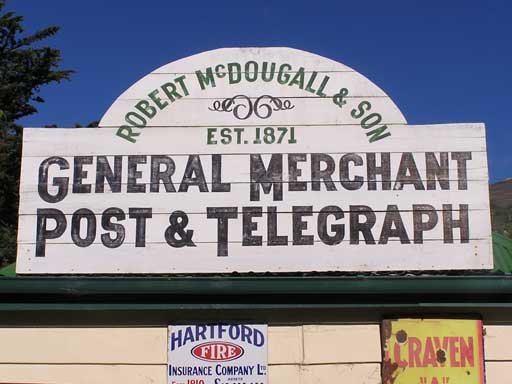 ROBERT McDOUGALL & SON
EST. 1871
GENERAL MERCHANT
POST & TELEGRAPH
HARTFORD
FIRE
INSURANCE COMPANY LTD
CRAVEN